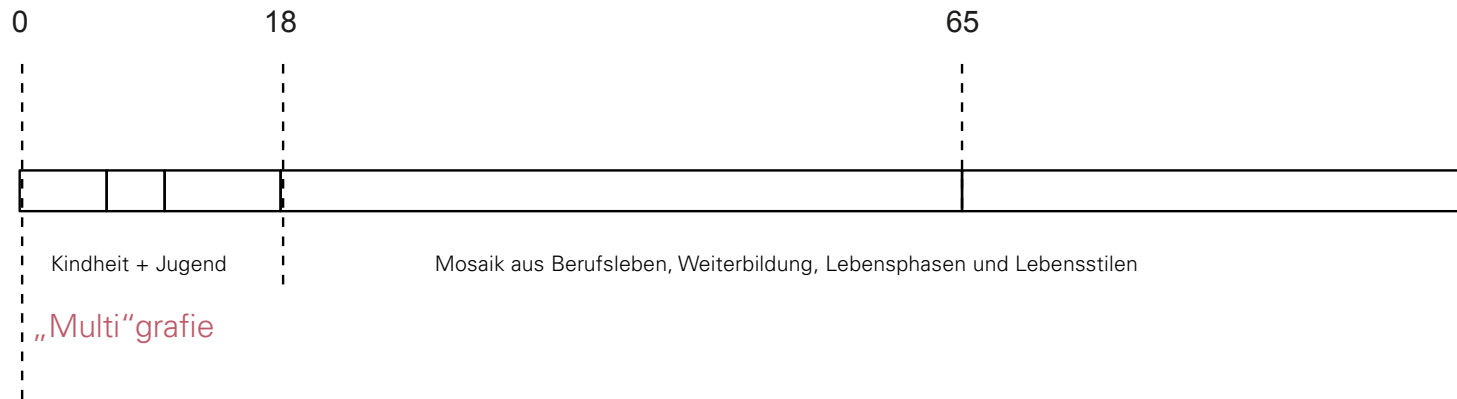 0 18 65
Kindheit + Jugend Mosaik aus Berufsleben, Weiterbildung, Lebensphasen und Lebensstilen
„Multi“grafie